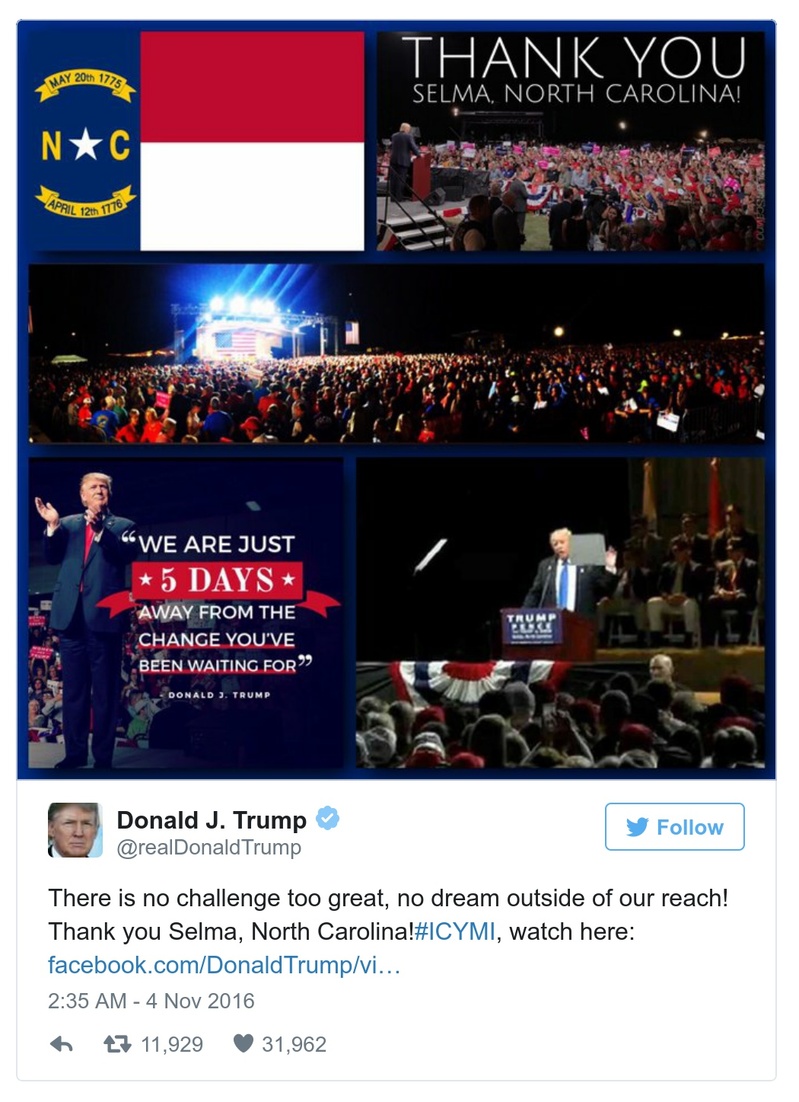 MAY 20th 1775
N ★ C
APRIL 12th 1776
THANK YOU
SELMA, NORTH CAROLINA!
“WE ARE JUST
★ 5 DAYS ★
AWAY FROM THE
CHANGE YOU'VE
BEEN WAITING FOR”
- DONALD J. TRUMP
TRUMP
PENCE
Donald J. Trump
@realDonaldTrump
Follow
There is no challenge too great, no dream outside of our reach!
Thank you Selma, North Carolina!#ICYMI, watch here:
facebook.com/DonaldTrump/vi…
2:35 AM - 4 Nov 2016
11,929 31,962